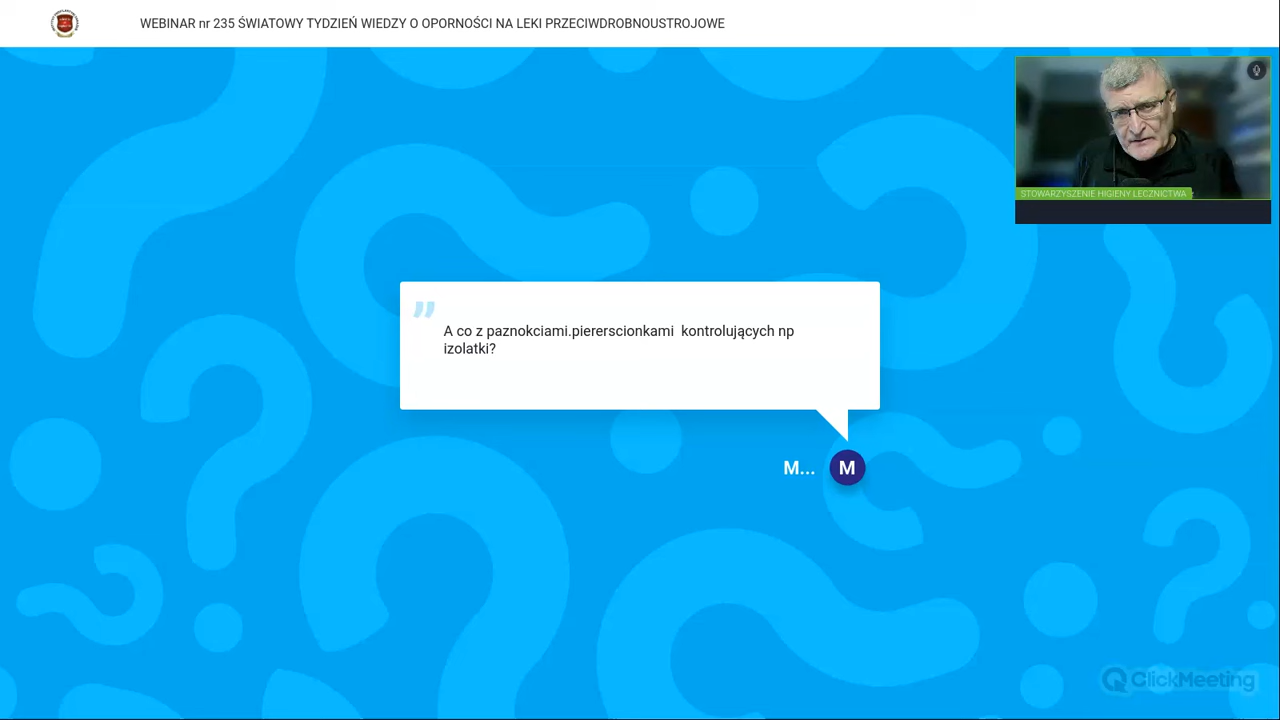 WEBINAR nr 235 ŚWIATOWY TYDZIEŃ WIEDZY O OPORNOŚCI NA LEKI PRZECIWDROBNOUSTROJOWE
STOWARZYSZENIE HIGIENY LECZNICTWA
A co z paznokciami.piererscionkami kontrolujących np
izolatki?
M... M
ClickMeeting